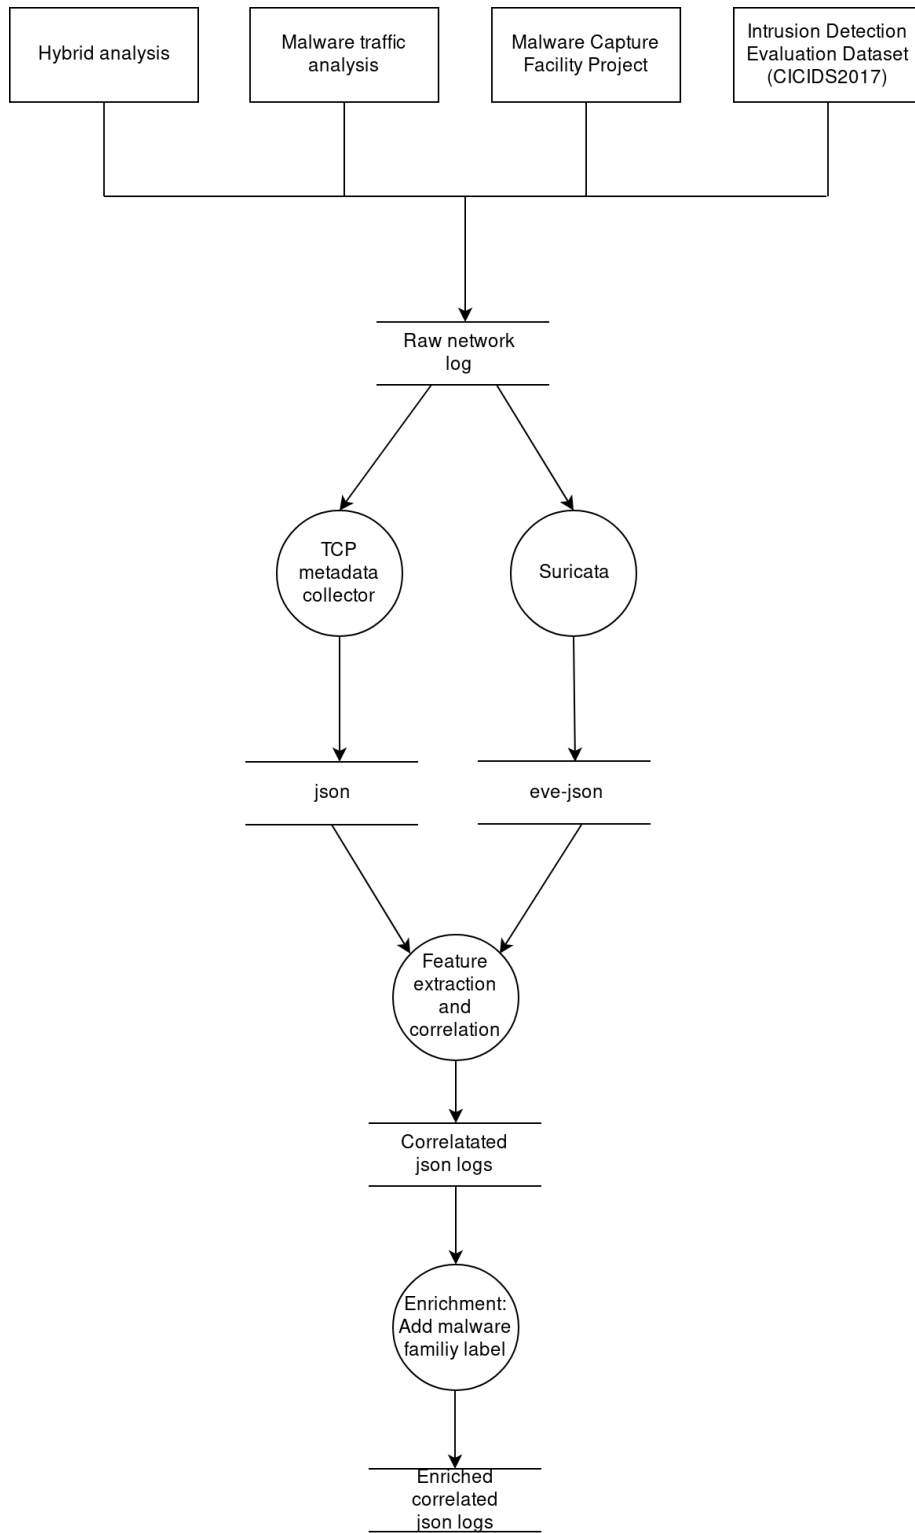 Hybrid analysis
Malware traffic
analysis
Malware Capture
Facility Project
Intrusion Detection
Evaluation Dataset
(CICIDS2017)
Raw network
log
TCP
metadata
collector
Suricata
json
eve-json
Feature
extraction
and
correlation
Correlatated
json logs
Enrichment:
Add malware
familiy label
Enriched
correlated
json logs